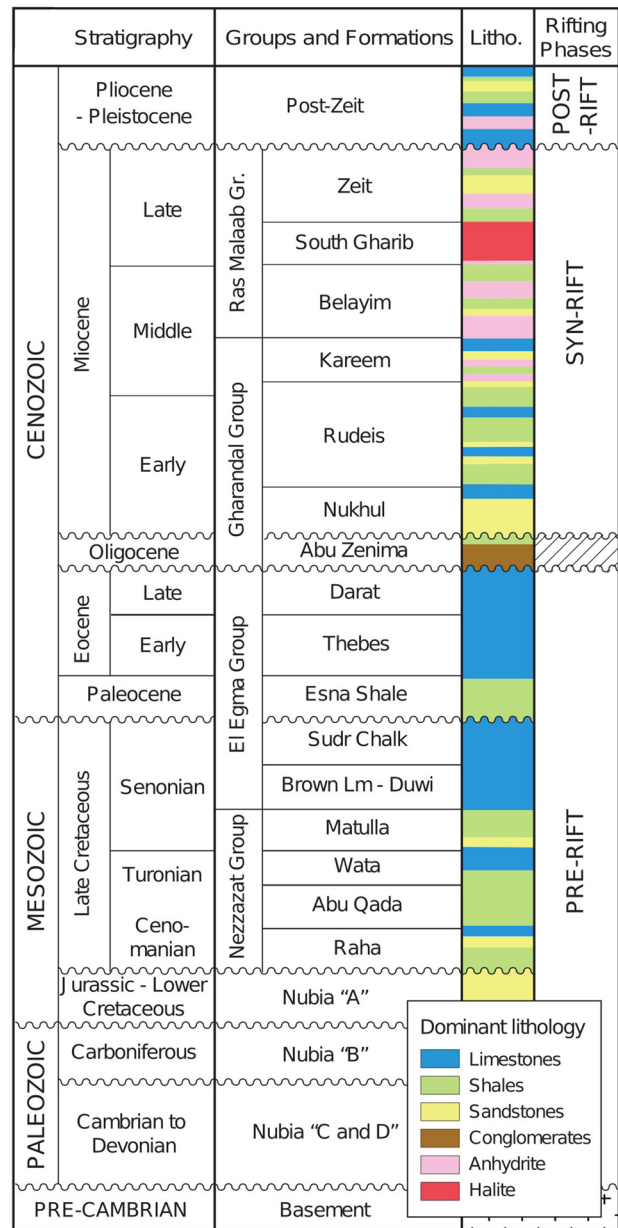 Stratigraphy
Groups and Formations
Litho.
Rifting
Phases
CENOZOIC
Pliocene
- Pleistocene
Post-Zeit
POST
-RIFT
Miocene
Late
Ras Malaab Gr.
Zeit
South Gharib
SYN-RIFT
Middle
Belayim
Gharandal Group
Kareem
Early
Rudeis
Nukhul
Oligocene
Abu Zenima
Eocene
Late
El Egma Group
Darat
PRE-RIFT
Early
Thebes
Paleocene
Esna Shale
MESOZOIC
Late Cretaceous
Senonian
Sudr Chalk
Brown Lm - Duwi
Nezzazat Group
Matulla
Turonian
Wata
Abu Qada
Ceno-
manian
Raha
Jurassic - Lower
Cretaceous
Nubia “A”
PALEOZOIC
Carboniferous
Nubia “B”
Cambrian to
Devonian
Nubia “C and D”
PRE-CAMBRIAN
Basement
Dominant lithology
Limestones
Shales
Sandstones
Conglomerates
Anhydrite
Halite